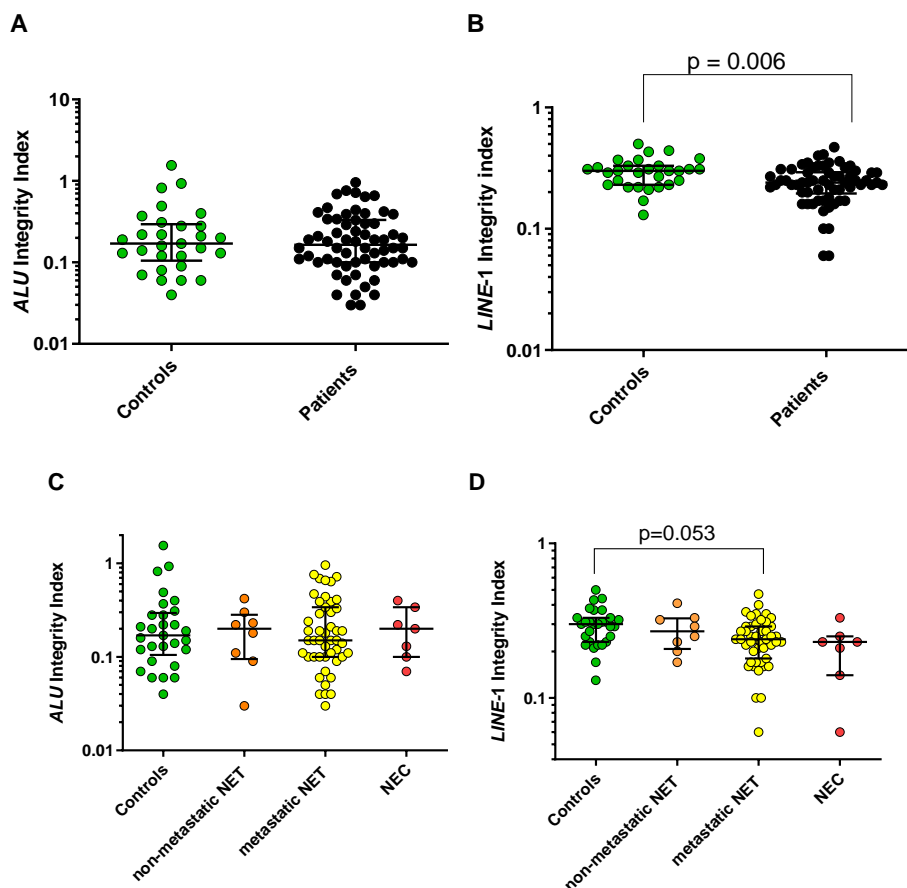 A
ALU Integrity Index
10
1
0.1
0.01
Controls
Patients
B
p = 0.006
LINE-1 Integrity Index
1
0.1
0.01
Controls
Patients
C
ALU Integrity Index
1
0.1
0.01
Controls
non-metastatic NET
metastatic NET
NEC
D
p=0.053
LINE-1 Integrity Index
1
0.1
Controls
non-metastatic NET
metastatic NET
NEC